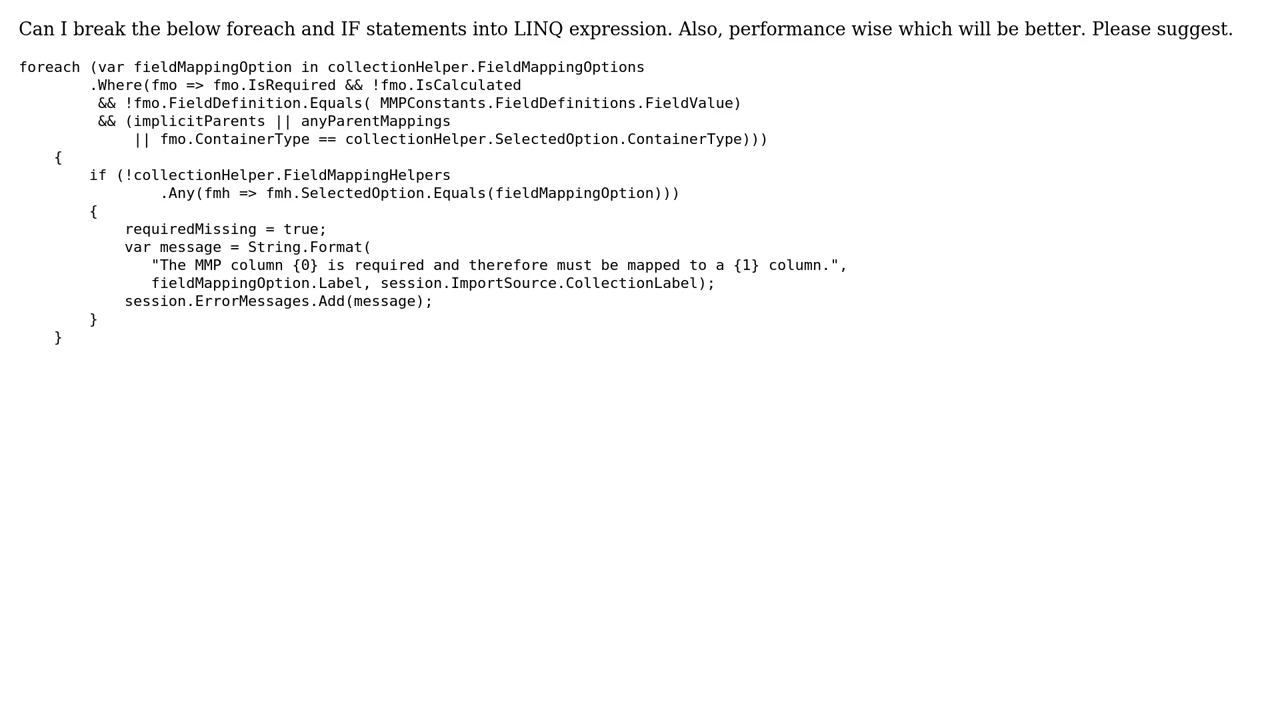 Can I break the below foreach and IF statements into LINQ expression. Also, performance wise which will be better. Please suggest.
foreach (var fieldMappingOption in collectionHelper.FieldMappingOptions
        .Where(fmo => fmo.IsRequired && !fmo.IsCalculated
         && !fmo.FieldDefinition.Equals( MMPConstants.FieldDefinitions.FieldValue)
         && (implicitParents || anyParentMappings
             || fmo.ContainerType == collectionHelper.SelectedOption.ContainerType)))
    {
        if (!collectionHelper.FieldMappingHelpers
                .Any(fmh => fmh.SelectedOption.Equals(fieldMappingOption)))
        {
            requiredMissing = true;
            var message = String.Format(
               "The MMP column {0} is required and therefore must be mapped to a {1} column.",
               fieldMappingOption.Label, session.ImportSource.CollectionLabel);
            session.ErrorMessages.Add(message);
        }
    }